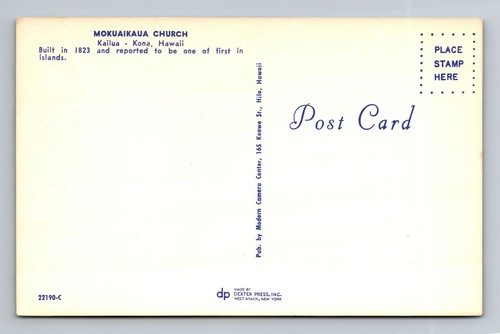 MOKUAIKAUA CHURCH
Kailua - Kona, Hawaii
Built in 1823 and reported to be one of first in
islands.
PLACE
STAMP
HERE
Post Card
Pub. by Modern Camera Center, 165 Keawe St., Hilo, Hawaii
22190-C
dp
MADE BY
DEXTER PRESS, INC.
WEST NYACK, NEW YORK